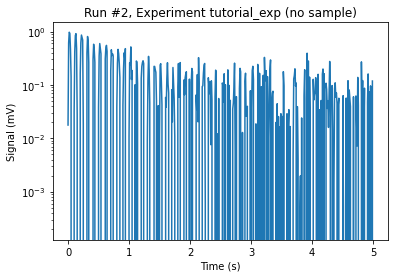 Run #2, Experiment tutorial_exp (no sample)
Signal (mV)
10⁰
10⁻¹
10⁻²
10⁻³
0 1 2 3 4 5
Time (s)